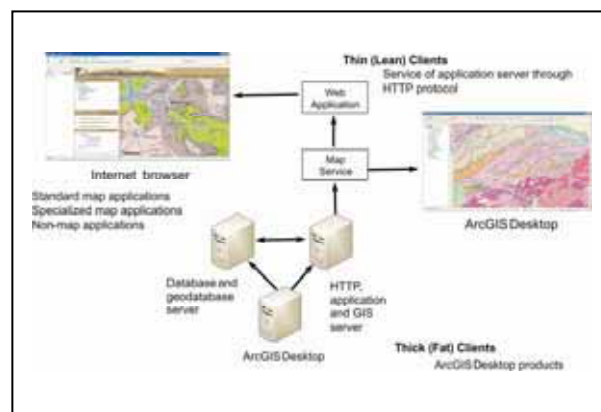 Thin (Lean) Clients
Service of application server through
HTTP protocol
Web
Application
Map
Service
Internet browser
Standard map applications
Specialized map applications
Non-map applications
ArcGIS Desktop
Database and
geodatabase
server
HTTP,
application
and GIS
server
ArcGIS Desktop
Thick (Fat) Clients
ArcGIS Desktop products